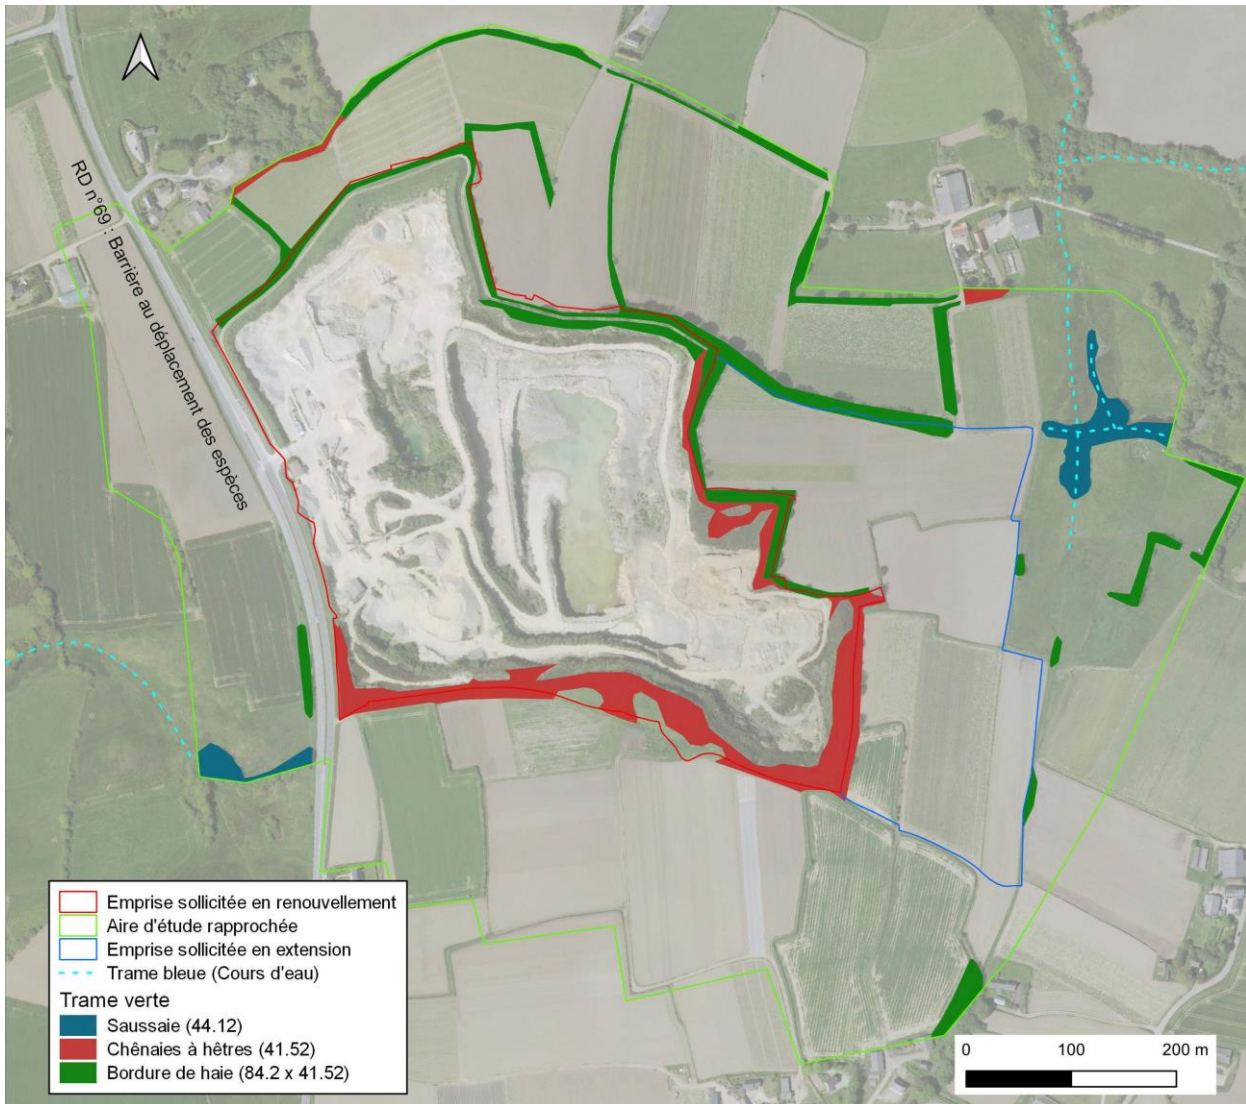 RD n°69 : Barrière au déplacement des espèces
Emprise sollicitée en renouvellement
Aire d'étude rapprochée
Emprise sollicitée en extension
Trame bleue (Cours d'eau)
Trame verte
Saussaie (44.12)
Chênaies à hêtres (41.52)
Bordure de haie (84.2 x 41.52)
0 100 200 m